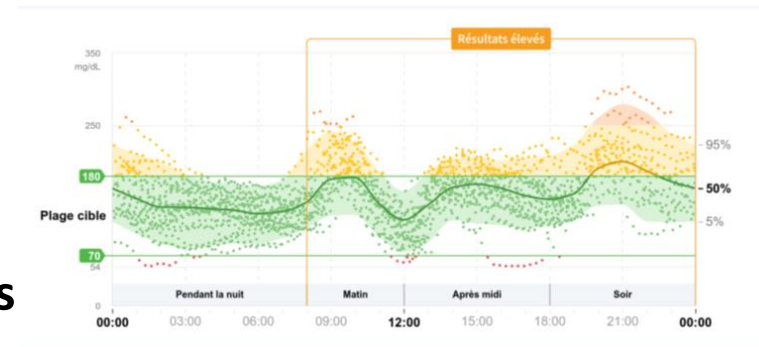 Résultats élevés
350
mg/dL
250
95%
180
50%
Plage cible
5%
70
54
s
Pendant la nuit Matin Après midi Soir
0
00:00 03:00 06:00 09:00 12:00 15:00 18:00 21:00 00:00